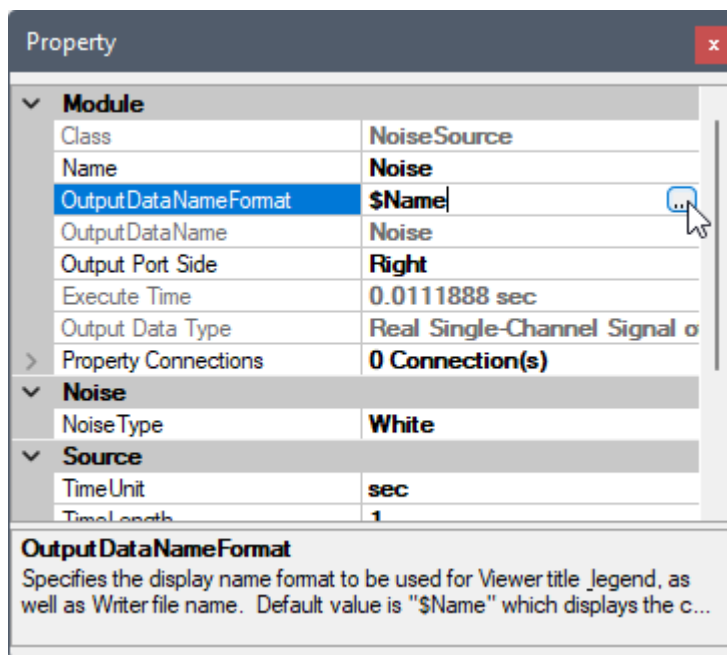 Property
x
Module
Class NoiseSource
Name Noise
OutputDataNameFormat $Name ...
OutputDataName Noise
Output Port Side Right
Execute Time 0.0111888 sec
Output Data Type Real Single-Channel Signal o
Property Connections 0 Connection(s)
Noise
NoiseType White
Source
TimeUnit sec
TimeLength 1
OutputDataNameFormat
Specifies the display name format to be used for Viewer title_legend, as
well as Writer file name. Default value is "$Name" which displays the c...